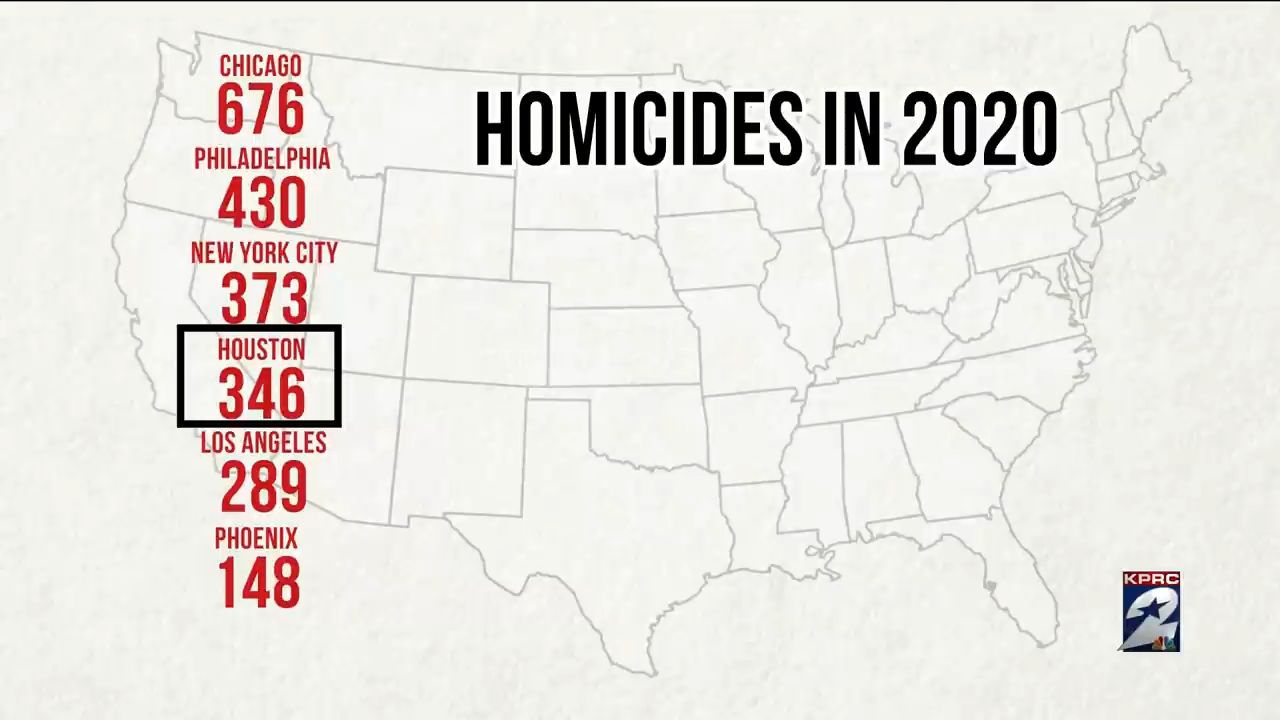 HOMICIDES IN 2020
CHICAGO
676
PHILADELPHIA
430
NEW YORK CITY
373
HOUSTON
346
LOS ANGELES
289
PHOENIX
148
KPRC
2